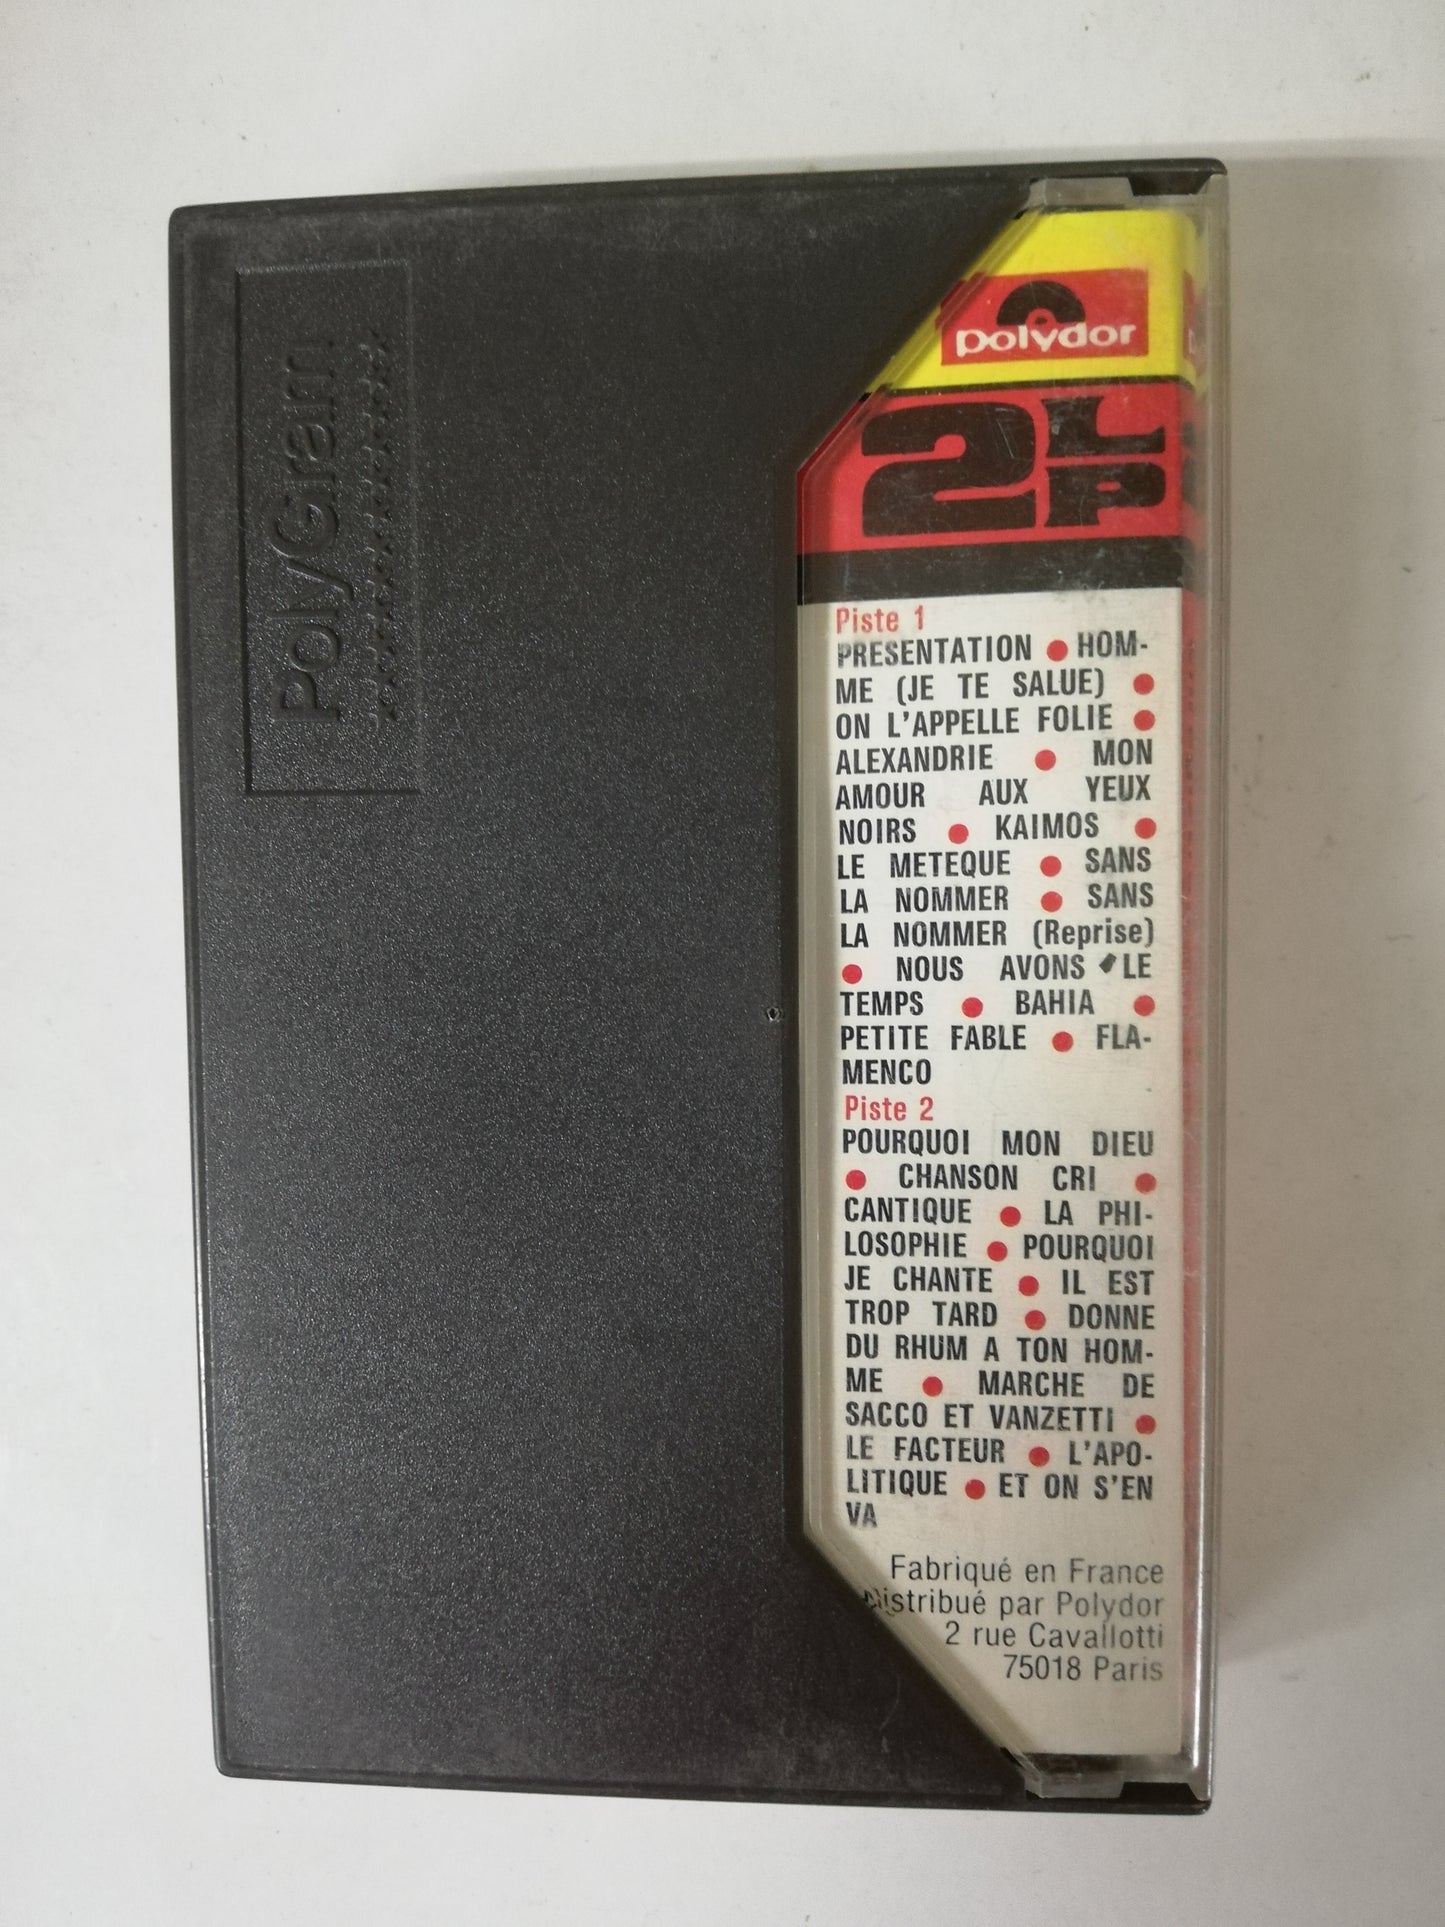 PolyGram
polydor
2LP
Piste 1
PRESENTATION ● HOM-
ME (JE TE SALUE) ●
ON L'APPELLE FOLIE ●
ALEXANDRIE ● MON
AMOUR AUX YEUX
NOIRS ● KAIMOS ●
LE METEQUE ● SANS
LA NOMMER ● SANS
LA NOMMER (Reprise)
● NOUS AVONS LE
TEMPS ● BAHIA ●
PETITE FABLE ● FLA-
MENCO
Piste 2
POURQUOI MON DIEU
● CHANSON CRI ●
CANTIQUE ● LA PHI-
LOSOPHIE ● POURQUOI
JE CHANTE ● IL EST
TROP TARD ● DONNE
DU RHUM A TON HOM-
ME ● MARCHE DE
SACCO ET VANZETTI ●
LE FACTEUR ● L'APO-
LITIQUE ● ET ON S'EN
VA
Fabriqué en France
distribué par Polydor
2 rue Cavallotti
75018 Paris